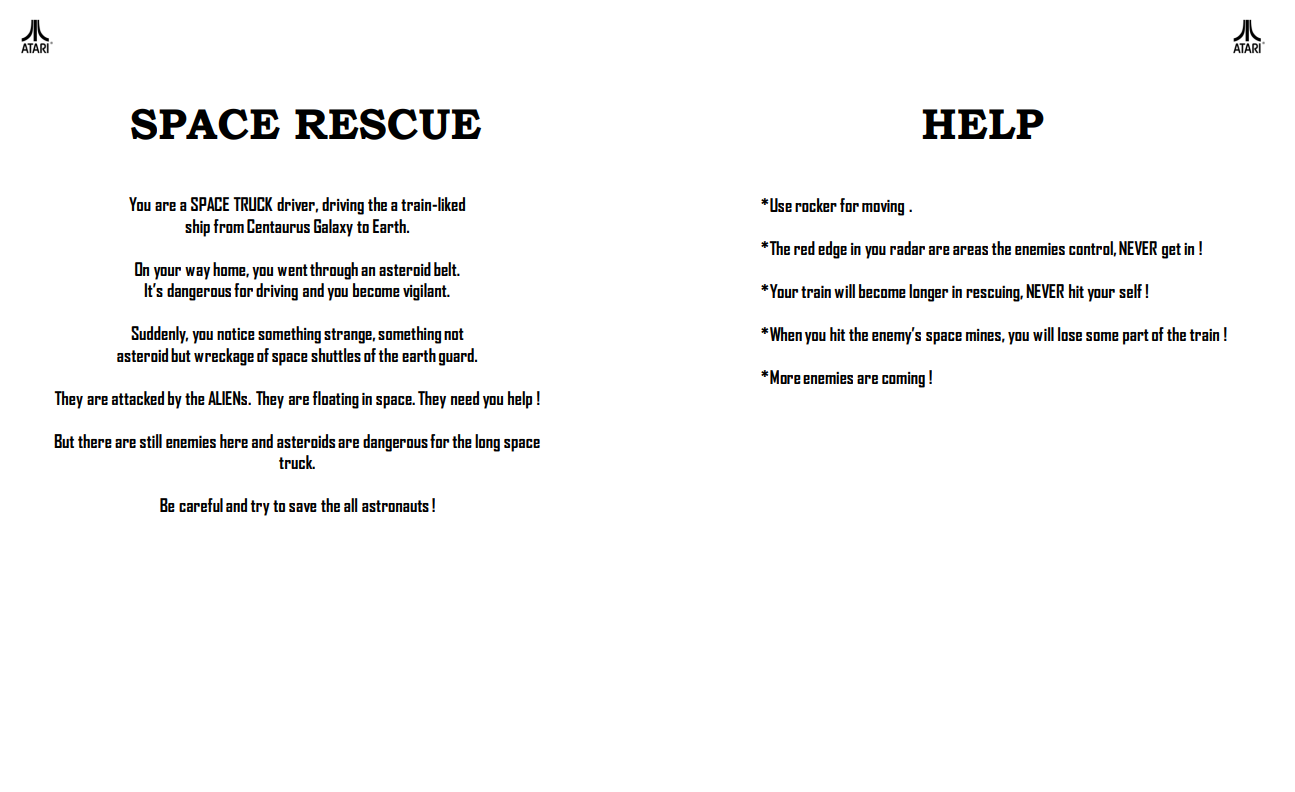 ATARI
SPACE RESCUE
You are a SPACE TRUCK driver, driving the a train-liked
ship from Centaurus Galaxy to Earth.
On your way home, you went through an asteroid belt.
It's dangerous for driving and you become vigilant.
Suddenly, you notice something strange, something not
asteroid but wreckage of space shuttles of the earth guard.
They are attacked by the ALIENs. They are floating in space. They need you help !
But there are still enemies here and asteroids are dangerous for the long space
truck.
Be careful and try to save the all astronauts !
ATARI
HELP
*Use rocker for moving .
*The red edge in you radar are areas the enemies control, NEVER get in !
*Your train will become longer in rescuing, NEVER hit your self !
*When you hit the enemy's space mines, you will lose some part of the train !
*More enemies are coming !